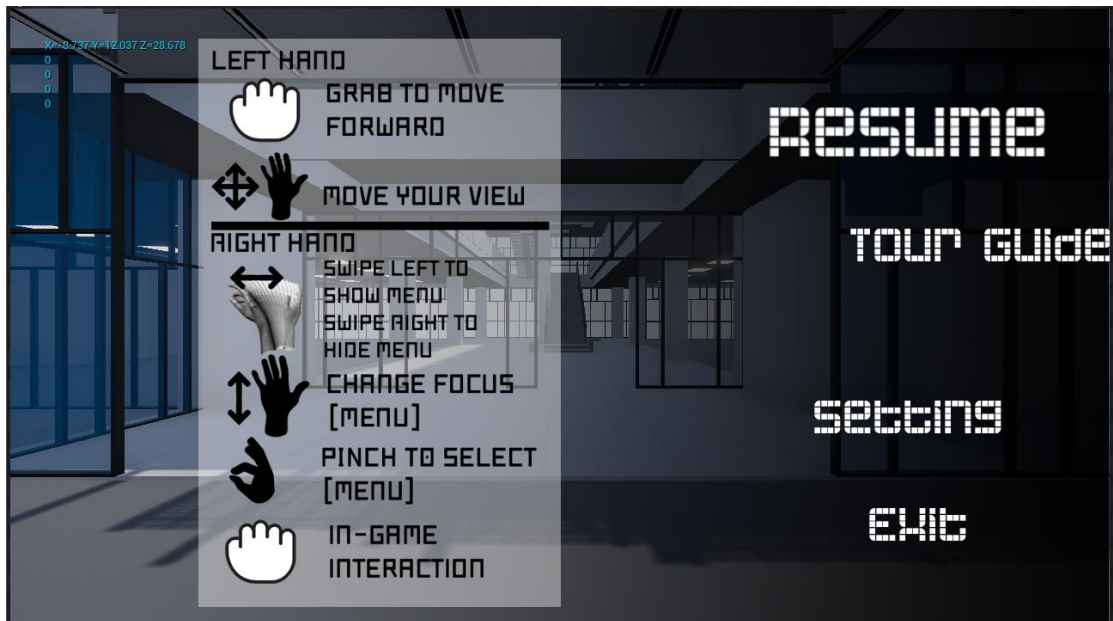 X=-8.737 Y=12.037 Z=28.678
0
0
0
0
LEFT HAND
GRAB TO MOVE
FORWARD
MOVE YOUR VIEW
RIGHT HAND
SWIPE LEFT TO
SHOW MENU
SWIPE RIGHT TO
HIDE MENU
CHANGE FOCUS
[MENU]
PINCH TO SELECT
[MENU]
IN-GAME
INTERACTION
Resume
Tour Guide
Setting
Exit